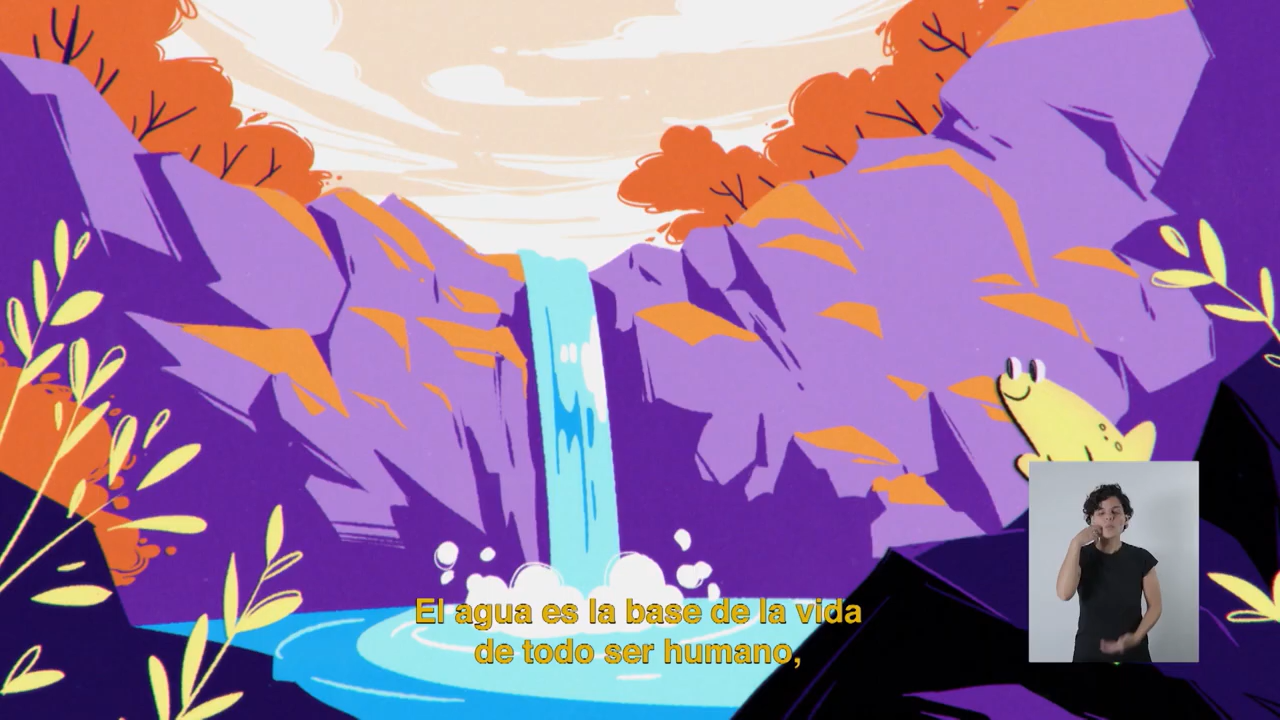 El agua es la base de la vida
de todo ser humano,